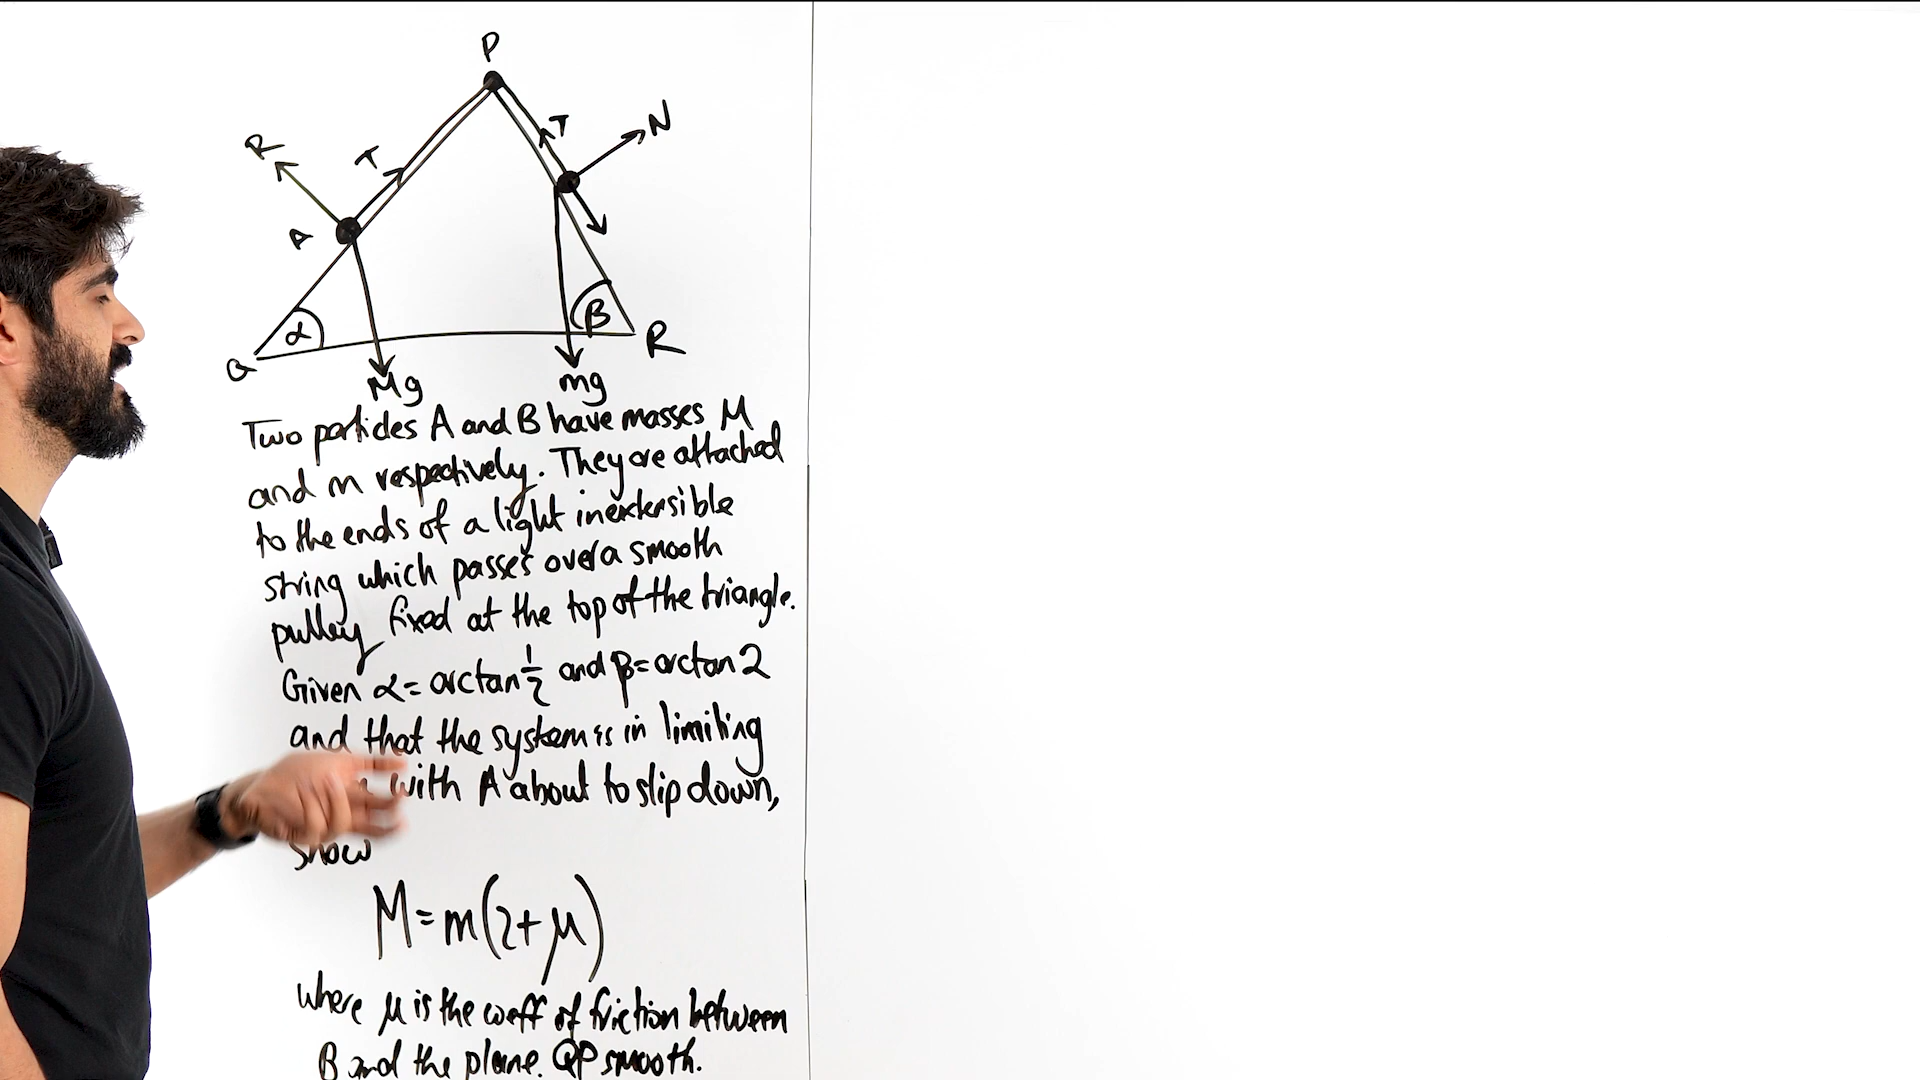 P
R
T
T
N
A
α
β
Q
R
Mg
mg
Two particles A and B have masses M
and m respectively. They are attached
to the ends of a light inextensible
string which passes over a smooth
pulley fixed at the top of the triangle.
Given α = arctan 1/2 and β = arctan 2
and that the system is in limiting
with A about to slip down,
show
M = m(2+μ)
where μ is the coeff of friction between
B and the plane. QP smooth.